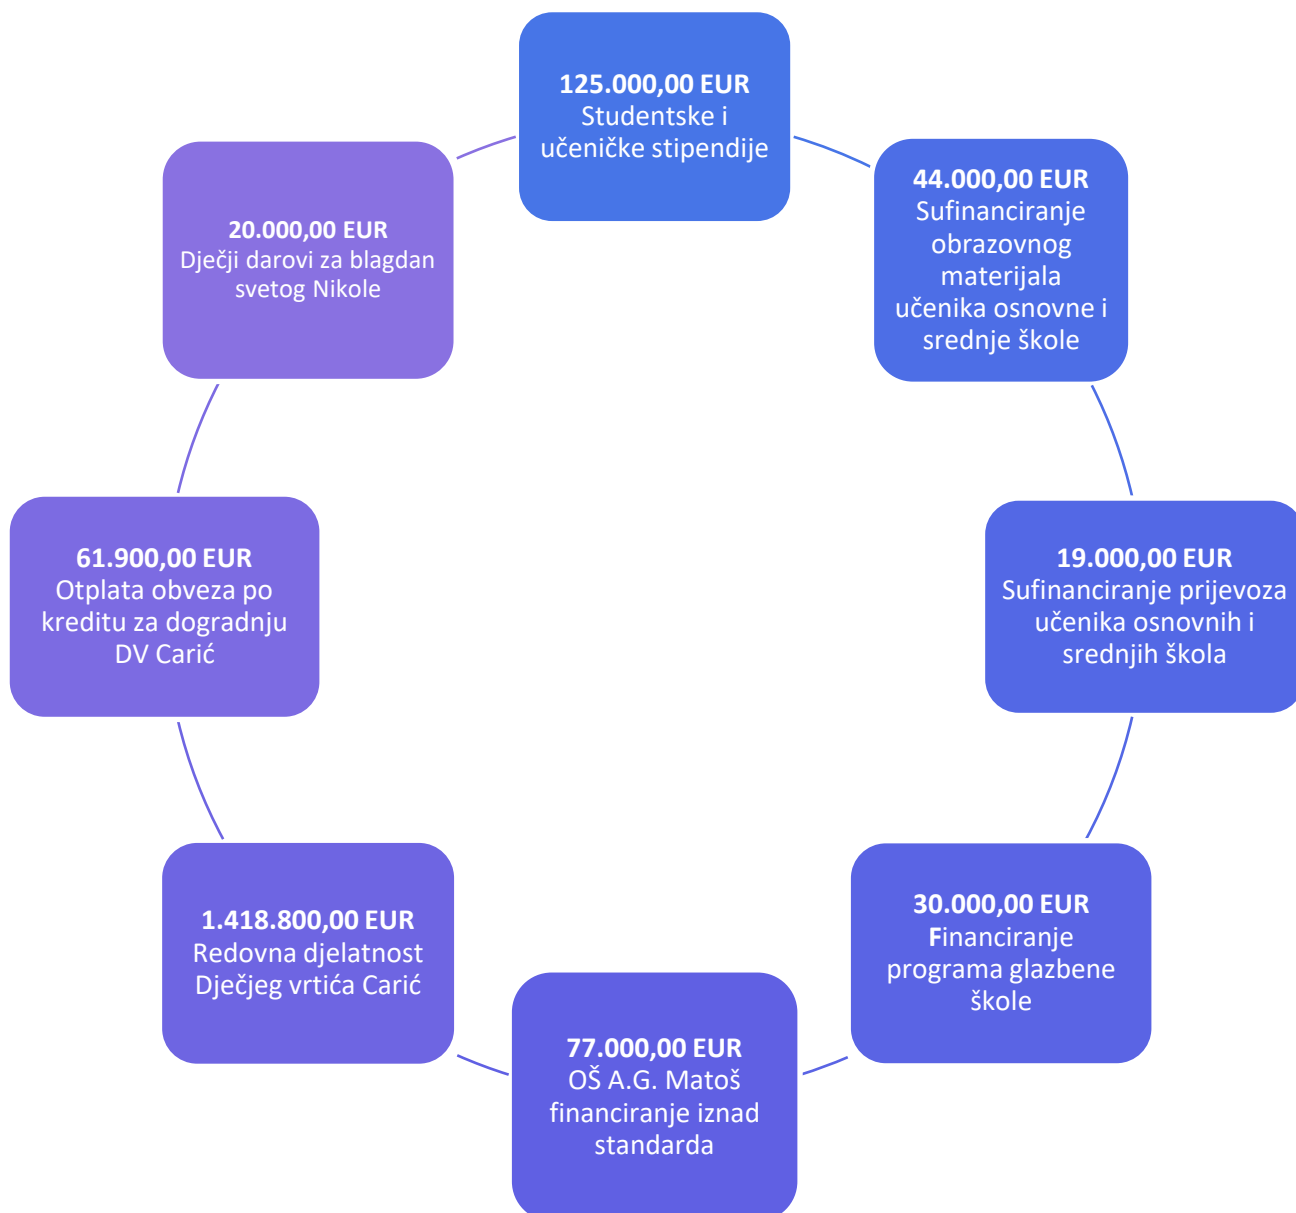 125.000,00 EUR
Studentske i
učeničke stipendije
44.000,00 EUR
Sufinanciranje
obrazovnog
materijala
učenika osnovne i
srednje škole
19.000,00 EUR
Sufinanciranje prijevoza
učenika osnovnih i
srednjih škola
30.000,00 EUR
Financiranje
programa glazbene
škole
77.000,00 EUR
OŠ A.G. Matoš
financiranje iznad
standarda
1.418.800,00 EUR
Redovna djelatnost
Dječjeg vrtića Carić
61.900,00 EUR
Otplata obveza po
kreditu za dogradnju
DV Carić
20.000,00 EUR
Dječji darovi za blagdan
svetog Nikole